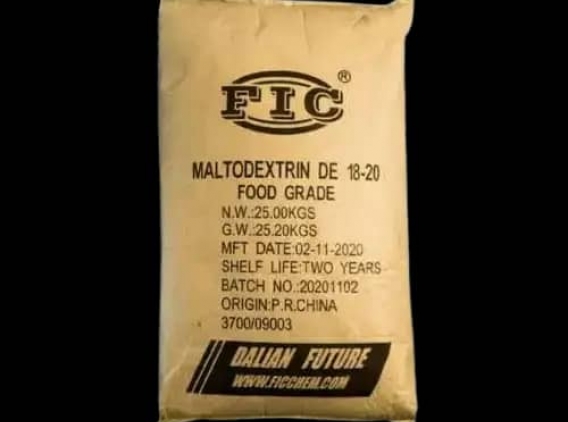 FIC ®
MALTODEXTRIN DE 18-20
FOOD GRADE
N.W.:25.00KGS
G.W.:25.20KGS
MFT DATE:02-11-2020
SHELF LIFE:TWO YEARS
BATCH NO.:20201102
ORIGIN:P.R.CHINA
3700/09003
DALIAN FUTURE
WWW.FICCHEM.COM